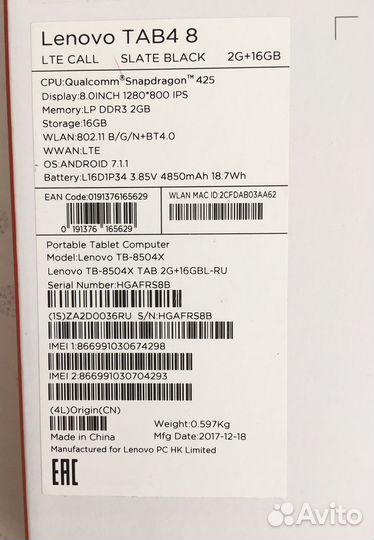 Lenovo TAB4 8
LTE CALL SLATE BLACK 2G+16GB
CPU:Qualcomm®Snapdragon™425
Display:8.0INCH 1280*800 IPS
Memory:LP DDR3 2GB
Storage:16GB
WLAN:802.11 B/G/N+BT4.0
WWAN:LTE
OS:ANDROID 7.1.1
Battery:L16D1P34 3.85V 4850mAh 18.7Wh
EAN Code:0191376165629
WLAN MAC ID:2CFDAB03AA62
0 191376 165629
Portable Tablet Computer
Model:Lenovo TB-8504X
Lenovo TB-8504X TAB 2G+16GBL-RU
Serial Number:HGAFRS8B
(1S)ZA2D0036RU S/N:HGAFRS8B
IMEI 1:866991030674298
IMEI 2:866991030704293
(4L)Origin(CN)
Weight:0.597Kg
Made in China Mfg Date:2017-12-18
Manufactured for Lenovo PC HK Limited
EAC
Avito